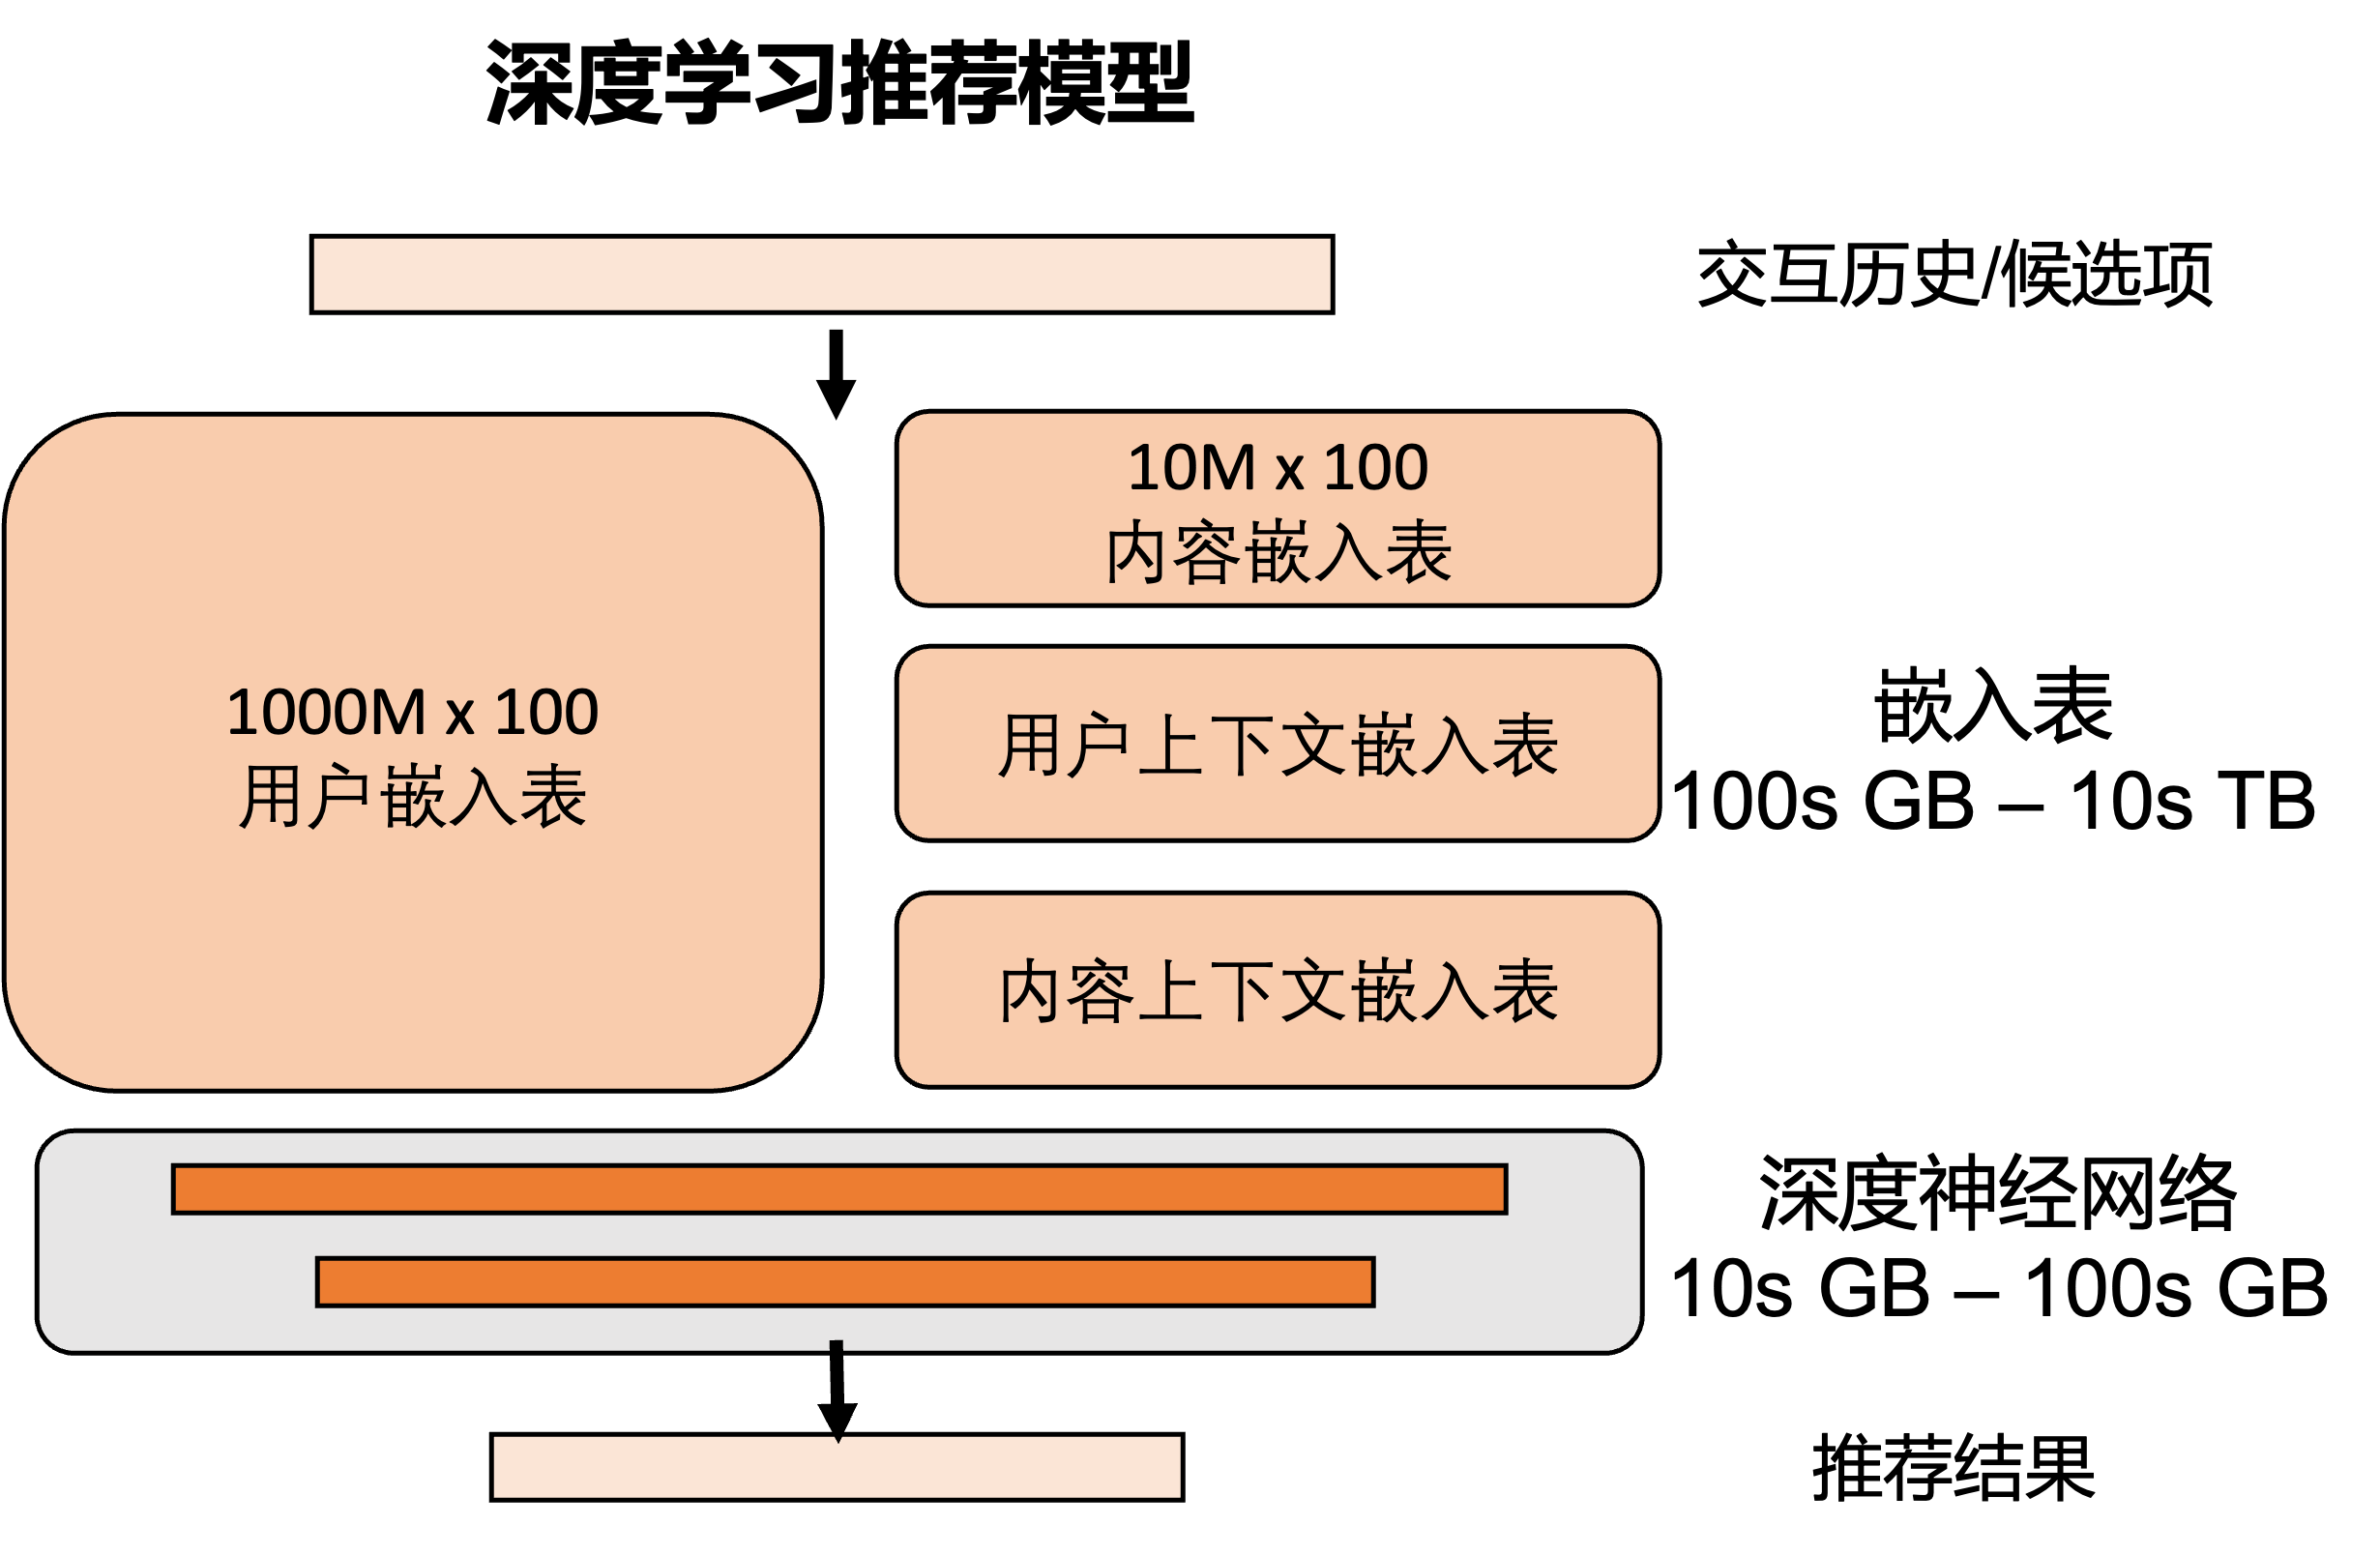 深度学习推荐模型
交互历史/候选项
10M x 100
内容嵌入表
1000M x 100
用户嵌入表
用户上下文嵌入表
内容上下文嵌入表
嵌入表
100s GB – 10s TB
深度神经网络
10s GB – 100s GB
推荐结果